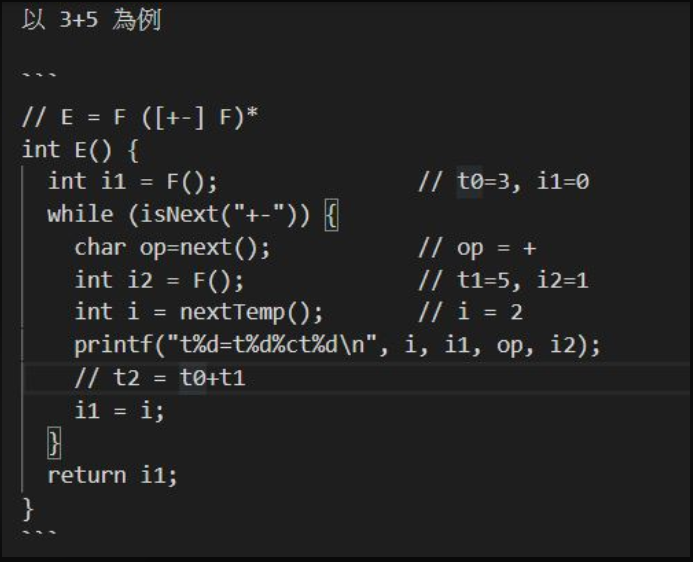 以 3+5 為例
```
// E = F ([+-] F)*
int E() {
  int i1 = F();               // t0=3, i1=0
  while (isNext("+-")) {
    char op=next();           // op = +
    int i2 = F();             // t1=5, i2=1
    int i = nextTemp();       // i = 2
    printf("t%d=t%d%ct%d\n", i, i1, op, i2);
    // t2 = t0+t1
    i1 = i;
  }
  return i1;
}
```